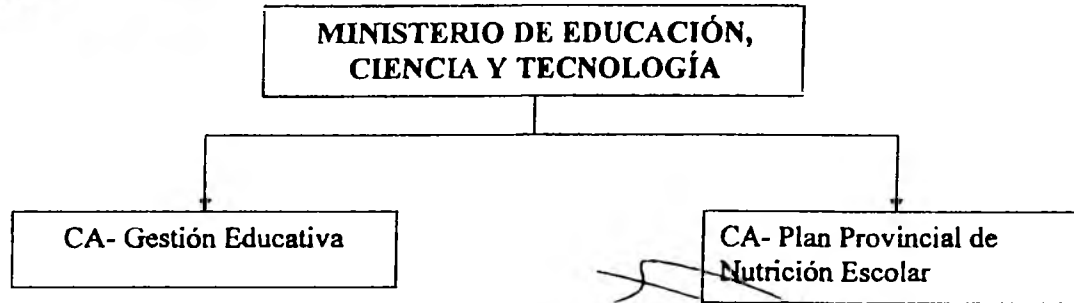 MINISTERIO DE EDUCACIÓN,
CIENCIA Y TECNOLOGÍA
CA- Gestión Educativa
CA- Plan Provincial de
Nutrición Escolar